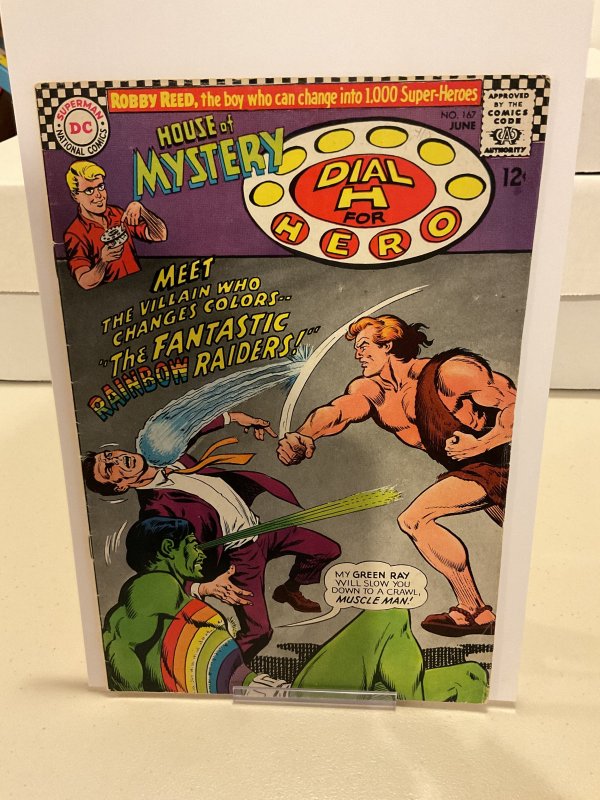 ROBBY REED, the boy who can change into 1,000 Super-Heroes
SUPERMAN
DC
NATIONAL COMICS
HOUSE of
MYSTERY
DIAL
H
FOR
HERO
NO. 167
JUNE
APPROVED
BY THE
COMICS
CODE
CA
AUTHORITY
12¢
MEET
THE VILLAIN WHO
CHANGES COLORS--
"THE FANTASTIC
RAINBOW RAIDERS!"
MY GREEN RAY
WILL SLOW YOU
DOWN TO A CRAWL,
MUSCLE MAN!